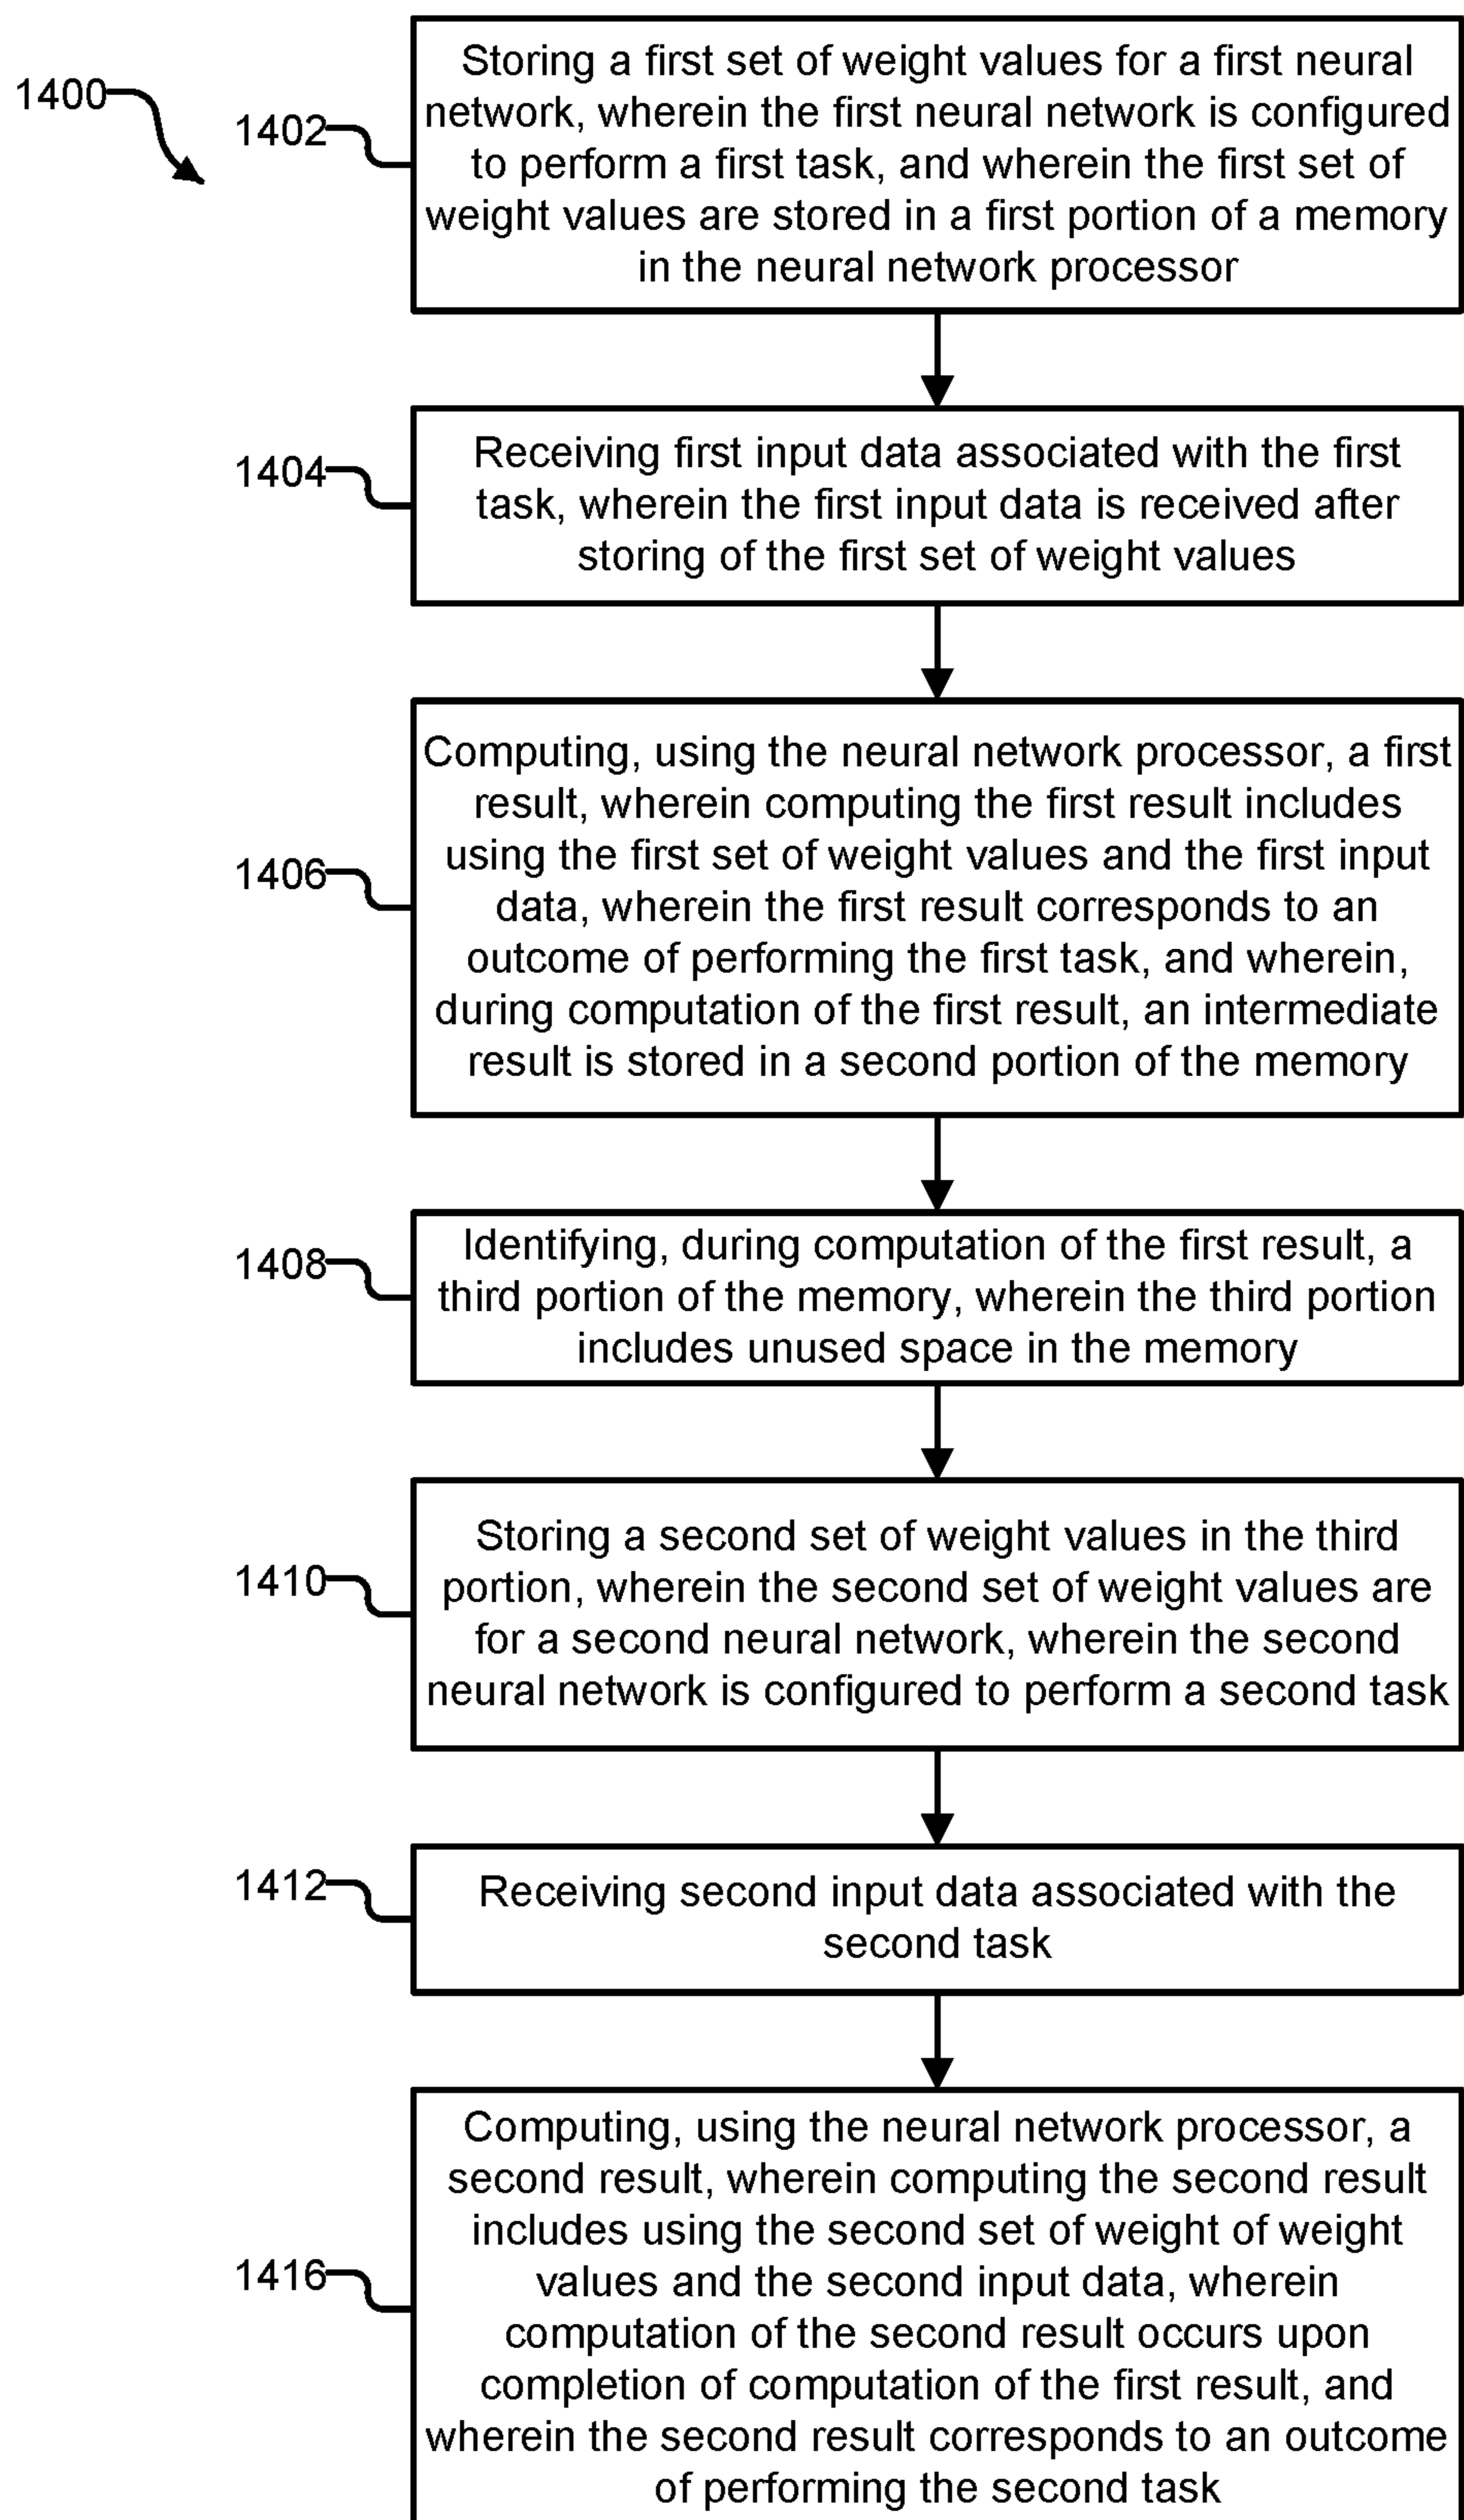 1400
1402
Storing a first set of weight values for a first neural
network, wherein the first neural network is configured
to perform a first task, and wherein the first set of
weight values are stored in a first portion of a memory
in the neural network processor
1404
Receiving first input data associated with the first
task, wherein the first input data is received after
storing of the first set of weight values
1406
Computing, using the neural network processor, a first
result, wherein computing the first result includes
using the first set of weight values and the first input
data, wherein the first result corresponds to an
outcome of performing the first task, and wherein,
during computation of the first result, an intermediate
result is stored in a second portion of the memory
1408
Identifying, during computation of the first result, a
third portion of the memory, wherein the third portion
includes unused space in the memory
1410
Storing a second set of weight values in the third
portion, wherein the second set of weight values are
for a second neural network, wherein the second
neural network is configured to perform a second task
1412
Receiving second input data associated with the
second task
1416
Computing, using the neural network processor, a
second result, wherein computing the second result
includes using the second set of weight of weight
values and the second input data, wherein
computation of the second result occurs upon
completion of computation of the first result, and
wherein the second result corresponds to an outcome
of performing the second task